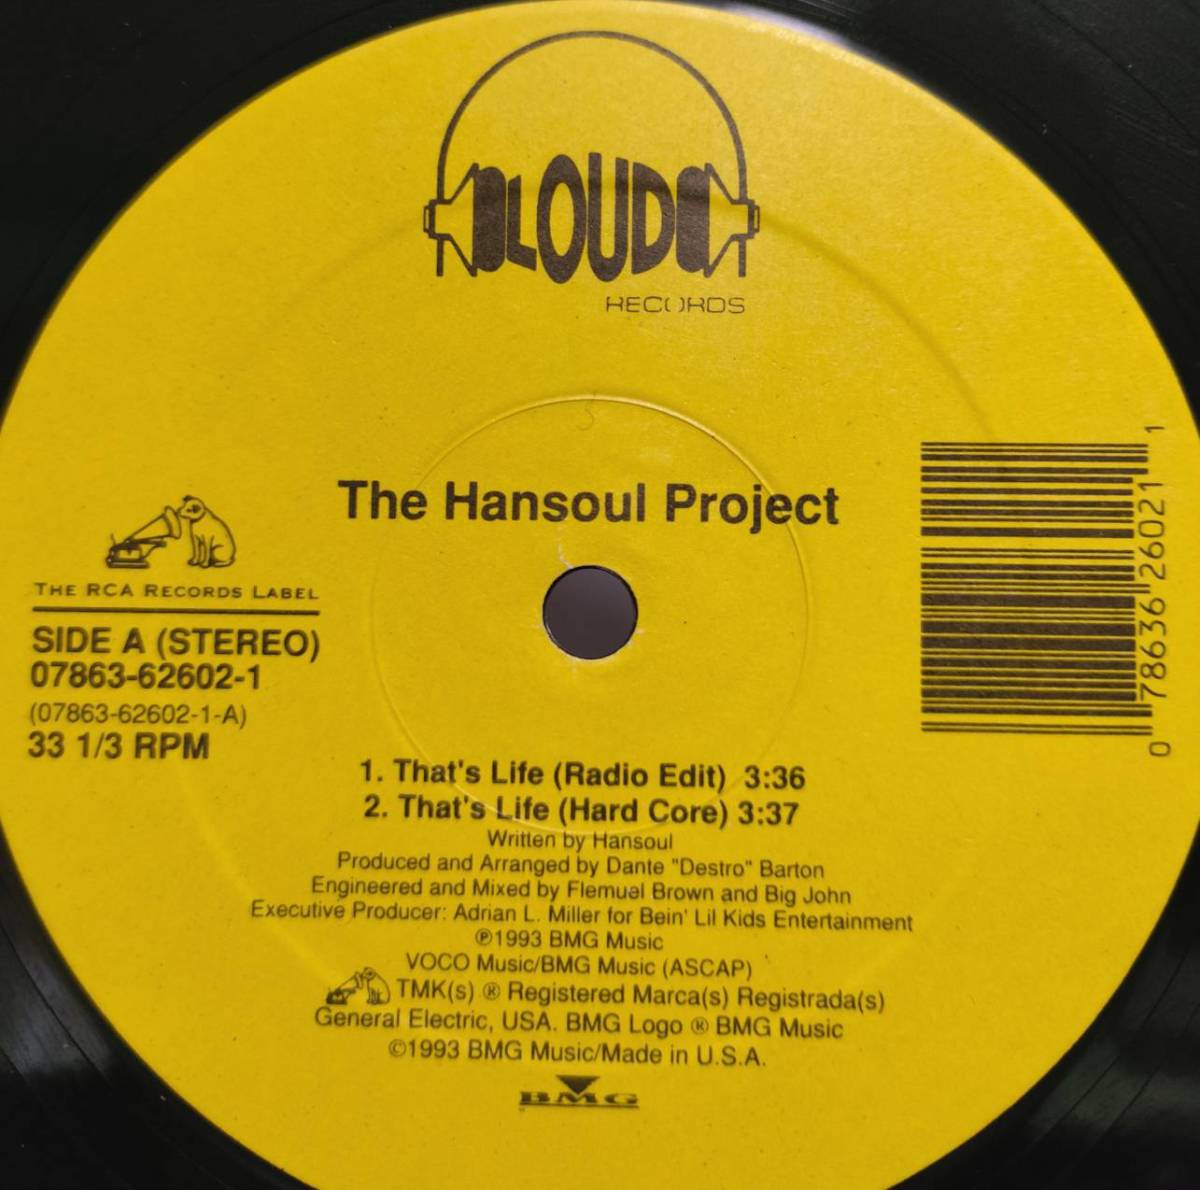 LOUD
RECORDS
The Hansoul Project
THE RCA RECORDS LABEL
SIDE A (STEREO)
07863-62602-1
(07863-62602-1-A)
33 1/3 RPM
0 78636 26021 1
1. That's Life (Radio Edit) 3:36
2. That's Life (Hard Core) 3:37
Written by Hansoul
Produced and Arranged by Dante "Destro" Barton
Engineered and Mixed by Flemuel Brown and Big John
Executive Producer: Adrian L. Miller for Bein' Lil Kids Entertainment
℗1993 BMG Music
VOCO Music/BMG Music (ASCAP)
TMK(s) ® Registered Marca(s) Registrada(s)
General Electric, USA. BMG Logo ® BMG Music
©1993 BMG Music/Made in U.S.A.
BMG